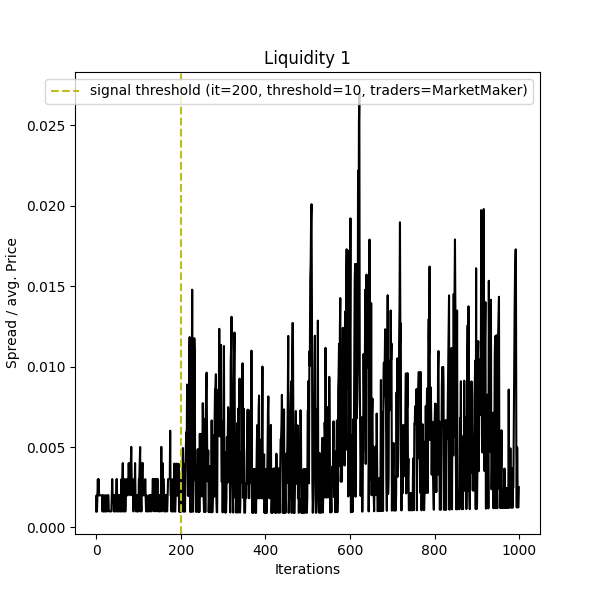 Liquidity 1
signal threshold (it=200, threshold=10, traders=MarketMaker)
0.025
0.020
0.015
0.010
0.005
0.000
Spread / avg. Price
0 200 400 600 800 1000
Iterations